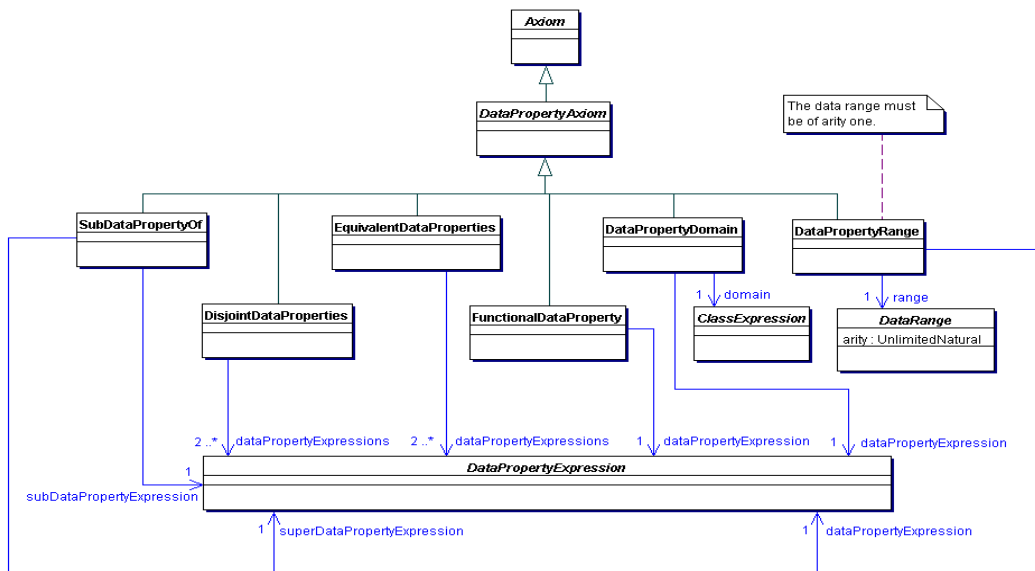 Axiom
DataPropertyAxiom
The data range must
be of arity one.
SubDataPropertyOf
EquivalentDataProperties
DataPropertyDomain
DataPropertyRange
1 domain
1 range
DisjointDataProperties
FunctionalDataProperty
ClassExpression
DataRange
arity : UnlimitedNatural
2 ..* dataPropertyExpressions
2 ..* dataPropertyExpressions
1 dataPropertyExpression
1 dataPropertyExpression
DataPropertyExpression
1
subDataPropertyExpression
1 superDataPropertyExpression
1 dataPropertyExpression